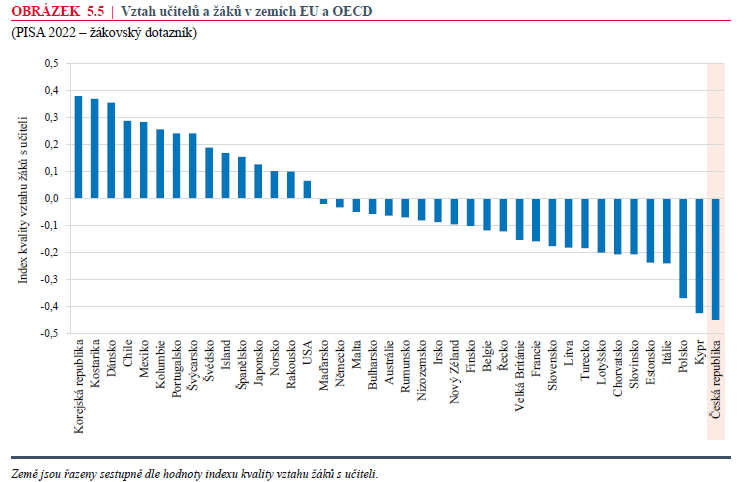 OBRÁZEK 5.5 | Vztah učitelů a žáků v zemích EU a OECD
(PISA 2022 – žákovský dotazník)
Index kvality vztahu žáků s učiteli
0,5
0,4
0,3
0,2
0,1
0,0
-0,1
-0,2
-0,3
-0,4
-0,5
Korejská republika
Kostarika
Dánsko
Chile
Mexiko
Kolumbie
Portugalsko
Švýcarsko
Švédsko
Island
Španělsko
Japonsko
Norsko
Rakousko
USA
Maďarsko
Německo
Malta
Bulharsko
Austrálie
Rumunsko
Nizozemsko
Irsko
Nový Zéland
Finsko
Belgie
Řecko
Velká Británie
Francie
Slovensko
Litva
Turecko
Lotyšsko
Chorvatsko
Slovinsko
Estonsko
Itálie
Polsko
Kypr
Česká republika
Země jsou řazeny sestupně dle hodnoty indexu kvality vztahu žáků s učiteli.